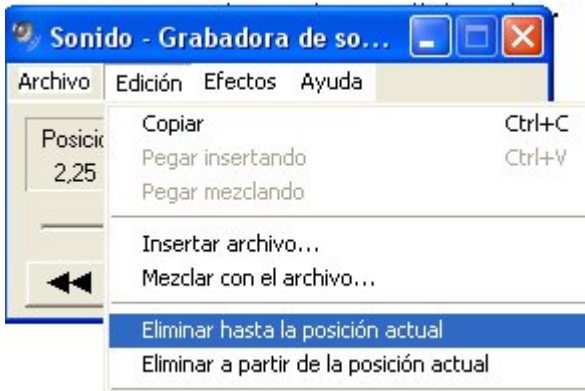 Sonido - Grabadora de so...
Archivo Edición Efectos Ayuda
2,25
Copiar Ctrl+C
Pegar insertando Ctrl+V
Pegar mezclando
Insertar archivo...
Mezclar con el archivo...
Eliminar hasta la posición actual
Eliminar a partir de la posición actual